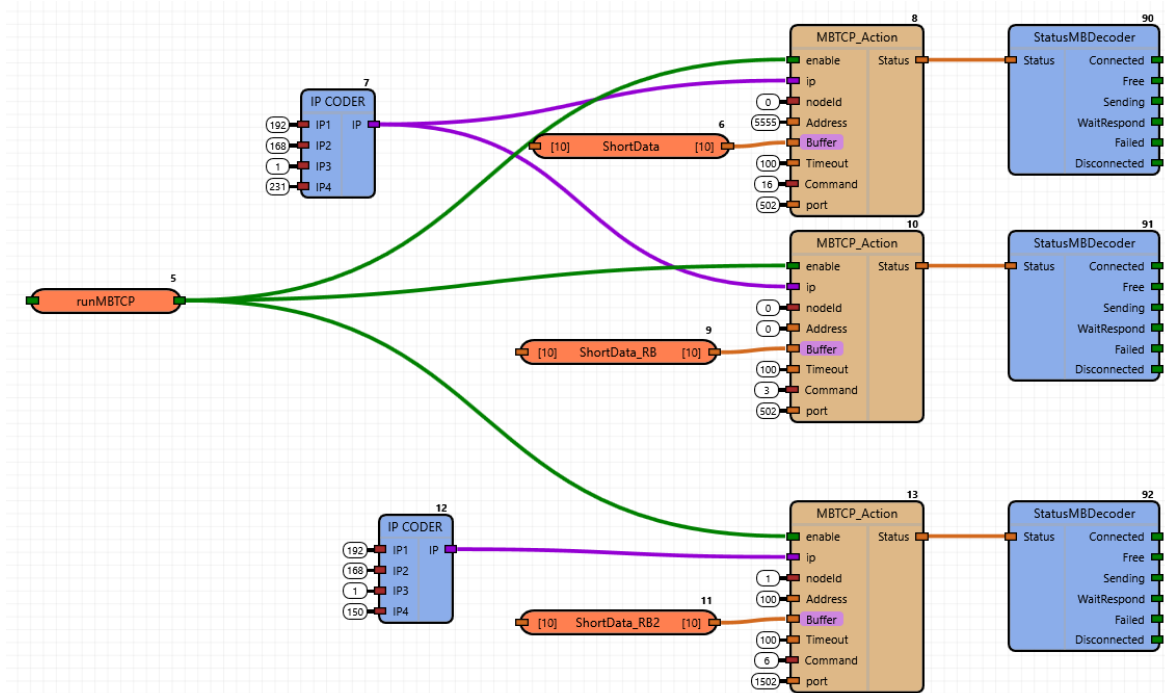 8
MBTCP_Action
enable Status
ip
0 nodeId
5555 Address
Buffer
100 Timeout
16 Command
502 port
90
StatusMBDecoder
Status Connected
Free
Sending
WaitRespond
Failed
Disconnected
7
IP CODER
192 IP1 IP
168 IP2
1 IP3
231 IP4
6
[10] ShortData [10]
5
runMBTCP
10
MBTCP_Action
enable Status
ip
0 nodeId
0 Address
Buffer
100 Timeout
3 Command
502 port
91
StatusMBDecoder
Status Connected
Free
Sending
WaitRespond
Failed
Disconnected
9
[10] ShortData_RB [10]
12
IP CODER
192 IP1 IP
168 IP2
1 IP3
150 IP4
11
[10] ShortData_RB2 [10]
13
MBTCP_Action
enable Status
ip
1 nodeId
100 Address
Buffer
100 Timeout
6 Command
1502 port
92
StatusMBDecoder
Status Connected
Free
Sending
WaitRespond
Failed
Disconnected